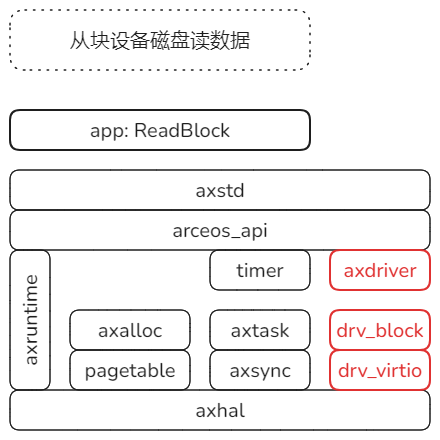 从块设备磁盘读数据
app: ReadBlock
axstd
arceos_api
axruntime
timer
axdriver
axalloc
axtask
drv_block
pagetable
axsync
drv_virtio
axhal